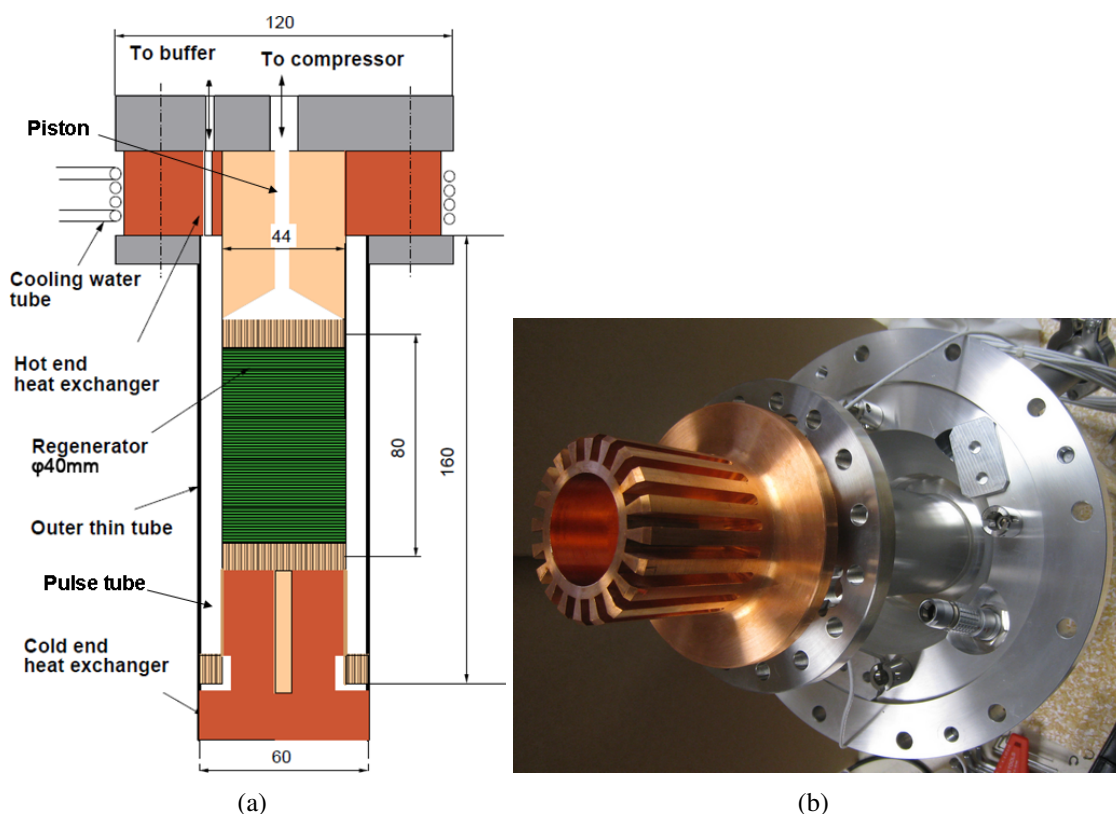 120
To buffer
To compressor
Piston
44
Cooling water
tube
Hot end
heat exchanger
Regenerator
φ40mm
80
160
Outer thin tube
Pulse tube
Cold end
heat exchanger
60
(a)
(b)